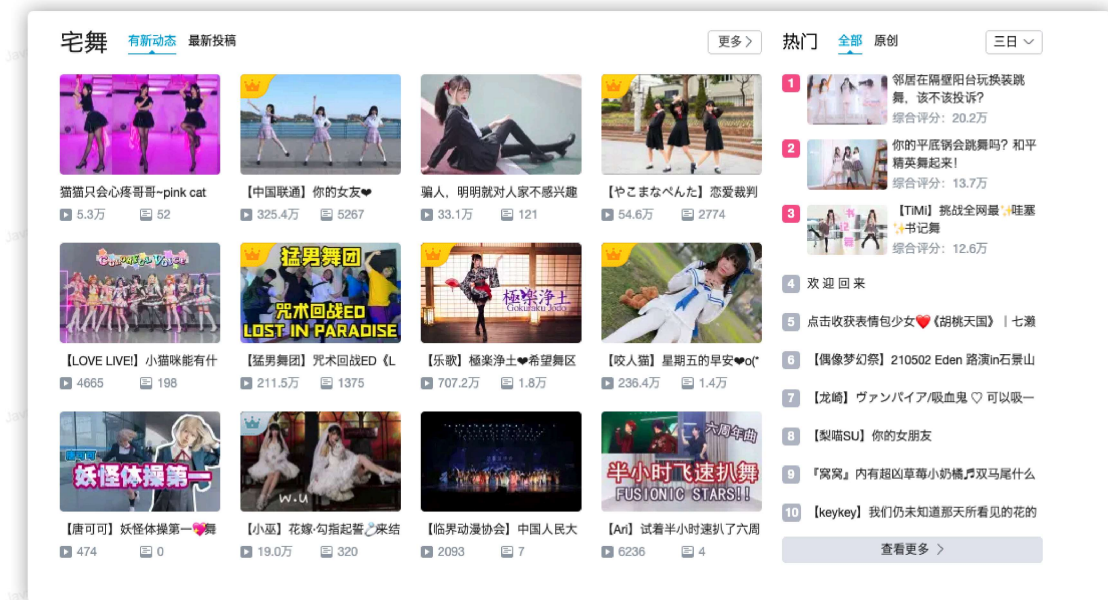 宅舞
有新动态
最新投稿
更多
猫猫只会心疼哥哥~pink cat
5.3万
52
【中国联通】你的女友❤
325.4万
5267
骗人，明明就对人家不感兴趣
33.1万
121
【やこまなぺんた】恋爱裁判
54.6万
2774
【LOVE LIVE!】小猫咪能有什
4665
198
猛男舞团
咒术回战ED
LOST IN PARADISE
【猛男舞团】咒术回战ED《L
211.5万
1375
極楽浄土
Gokuraku Jodo
【乐歌】極楽净土❤希望舞区
707.2万
1.8万
【咬人猫】星期五的早安❤o(*
236.4万
1.4万
唐可可
妖怪体操第一
【唐可可】妖怪体操第一💖舞
474
0
w.u
【小巫】花嫁·勾指起誓💍来结
19.0万
320
【临界动漫协会】中国人民大
2093
7
六周年曲
半小时飞速扒舞
FUSIONIC STARS!!
【Ari】试着半小时速扒了六周
6236
4
热门
全部
原创
三日
1
邻居在隔壁阳台玩换装跳
舞，该不该投诉？
综合评分：20.2万
2
你的平底锅会跳舞吗？和平
精英舞起来！
综合评分：13.7万
3
书记舞
【TiMi】挑战全网最✨哇塞
✨书记舞
综合评分：12.6万
4 欢 迎 回 来
5 点击收获表情包少女❤️《胡桃天国》｜七濑
6 【偶像梦幻祭】210502 Eden 路演in石景山
7 【龙崎】ヴァンパイア/吸血鬼 ♡ 可以吸一
8 【梨喵SU】你的女朋友
9 『窝窝』内有超凶草莓小奶橘🎵双马尾什么
10 【keykey】我们仍未知道那天所看见的花的
查看更多